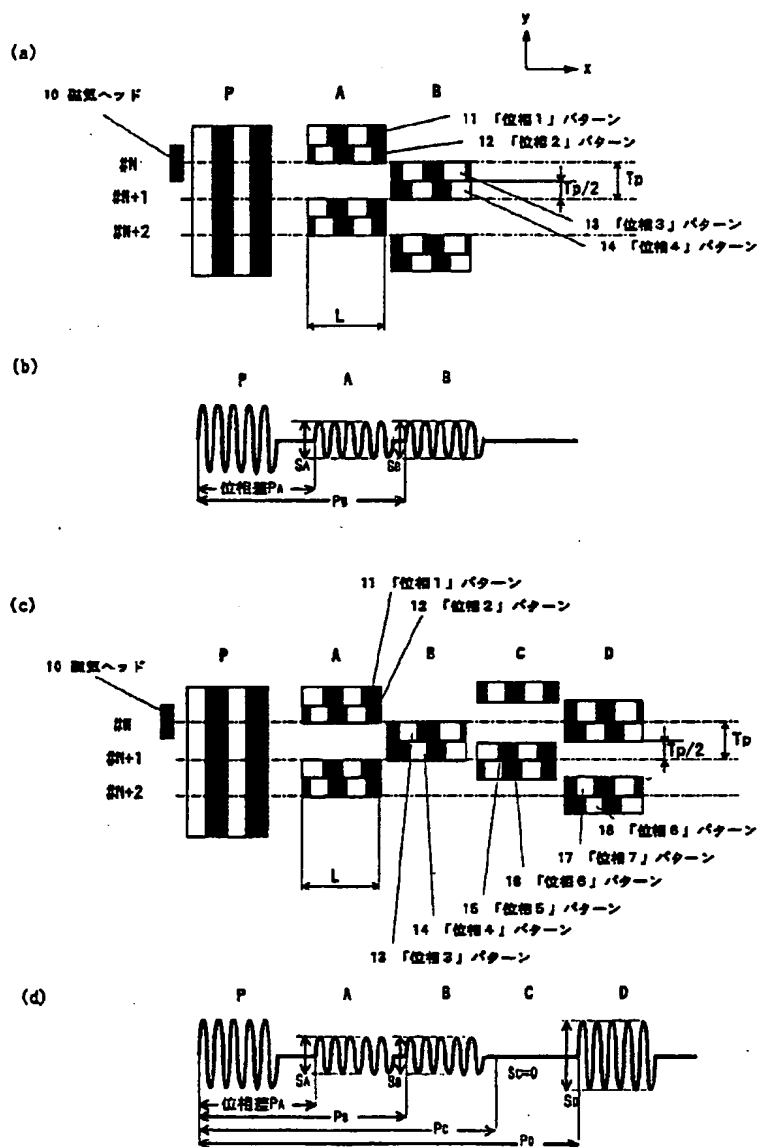 (a)
y
x
10 磁気ヘッド
P A B
11 「位相1」パターン
12 「位相2」パターン
#N
Tp
Tp/2
#N+1
13 「位相3」パターン
#N+2
14 「位相4」パターン
L
(b)
P A B
SA
SB
位相差PA
PB
(c)
11 「位相1」パターン
12 「位相2」パターン
10 磁気ヘッド
P A B C D
#N
Tp
Tp/2
#N+1
#N+2
18 「位相6」パターン
17 「位相7」パターン
L
16 「位相6」パターン
15 「位相5」パターン
14 「位相4」パターン
13 「位相3」パターン
(d)
P A B C D
SA
SB
SC=0
SD
位相差PA
PB
PC
PD